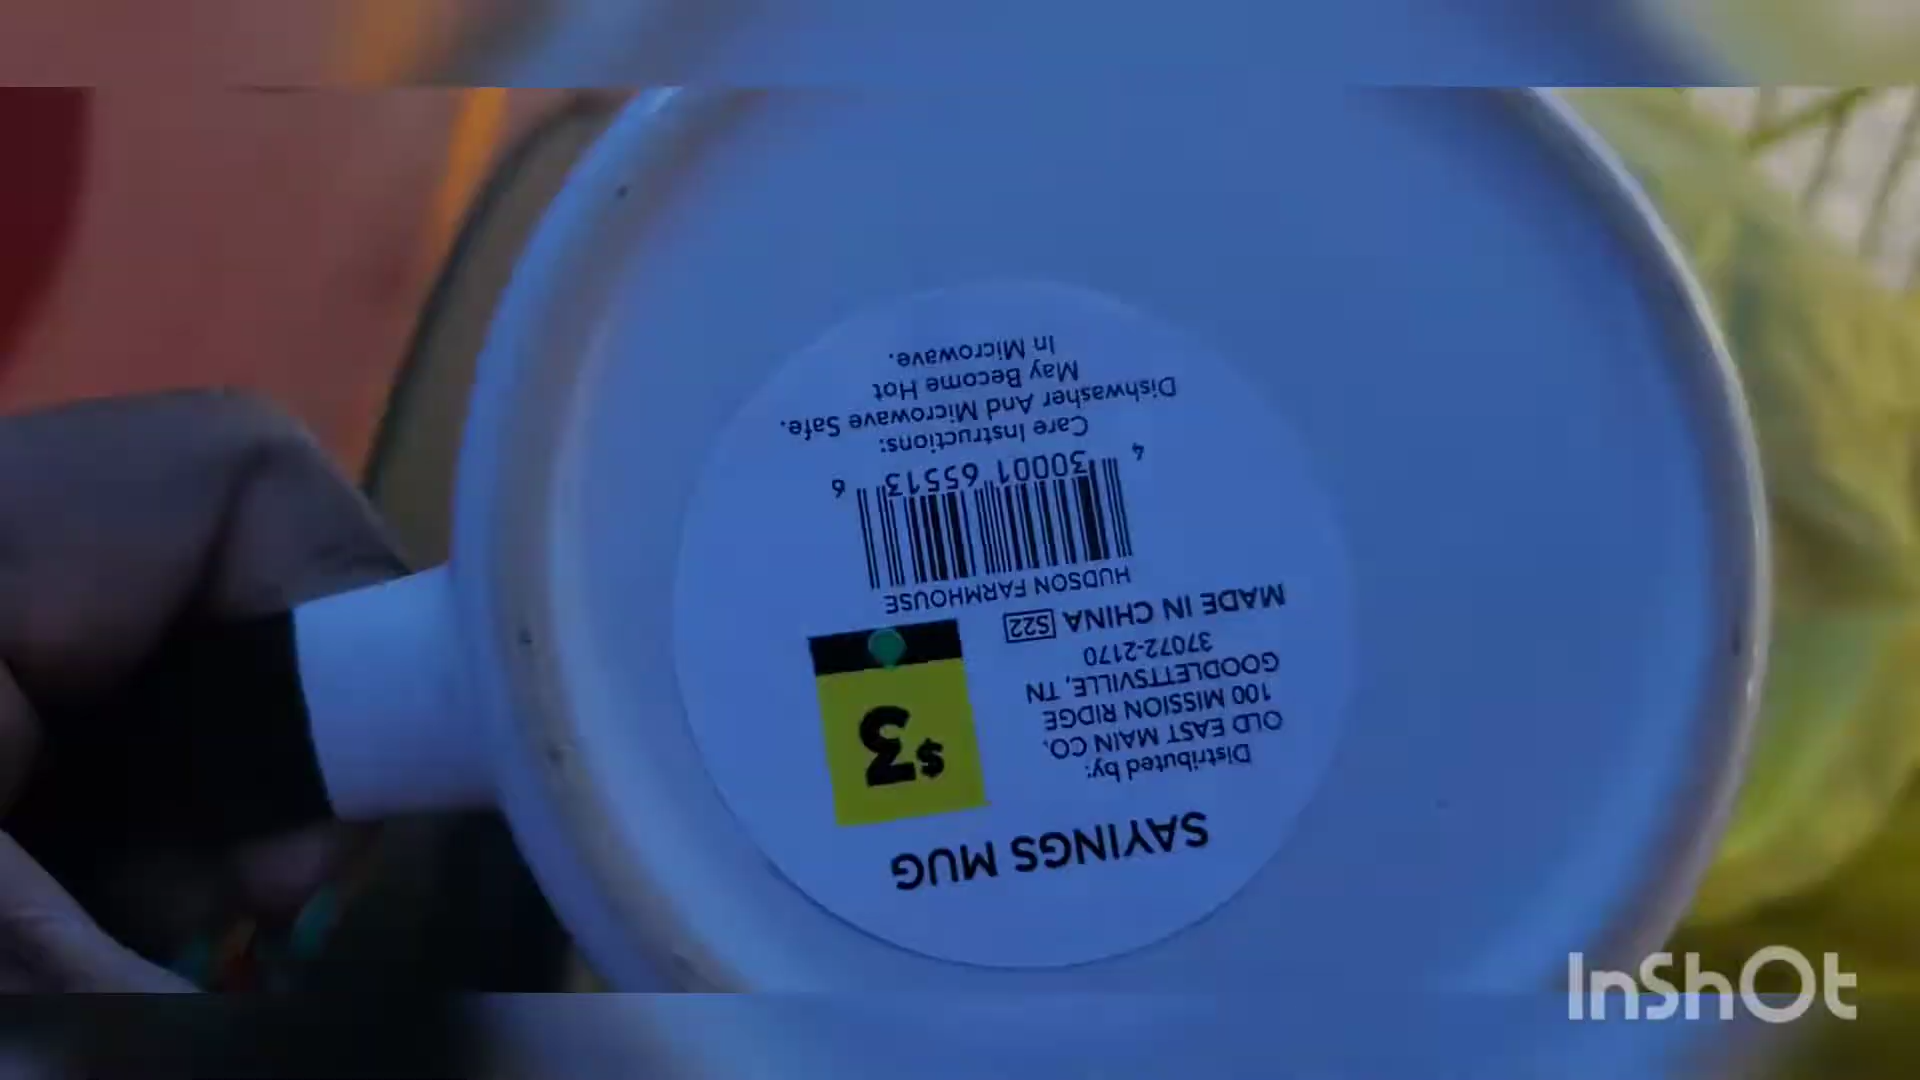 SAYINGS MUG
Distributed by:
OLD EAST MAIN CO.
100 MISSION RIDGE
GOODLETTSVILLE, TN
37072-2170
MADE IN CHINA S22
$3
HUDSON FARMHOUSE
4 30001 65513 6
Care Instructions:
Dishwasher And Microwave Safe.
May Become Hot
In Microwave.
InShOt